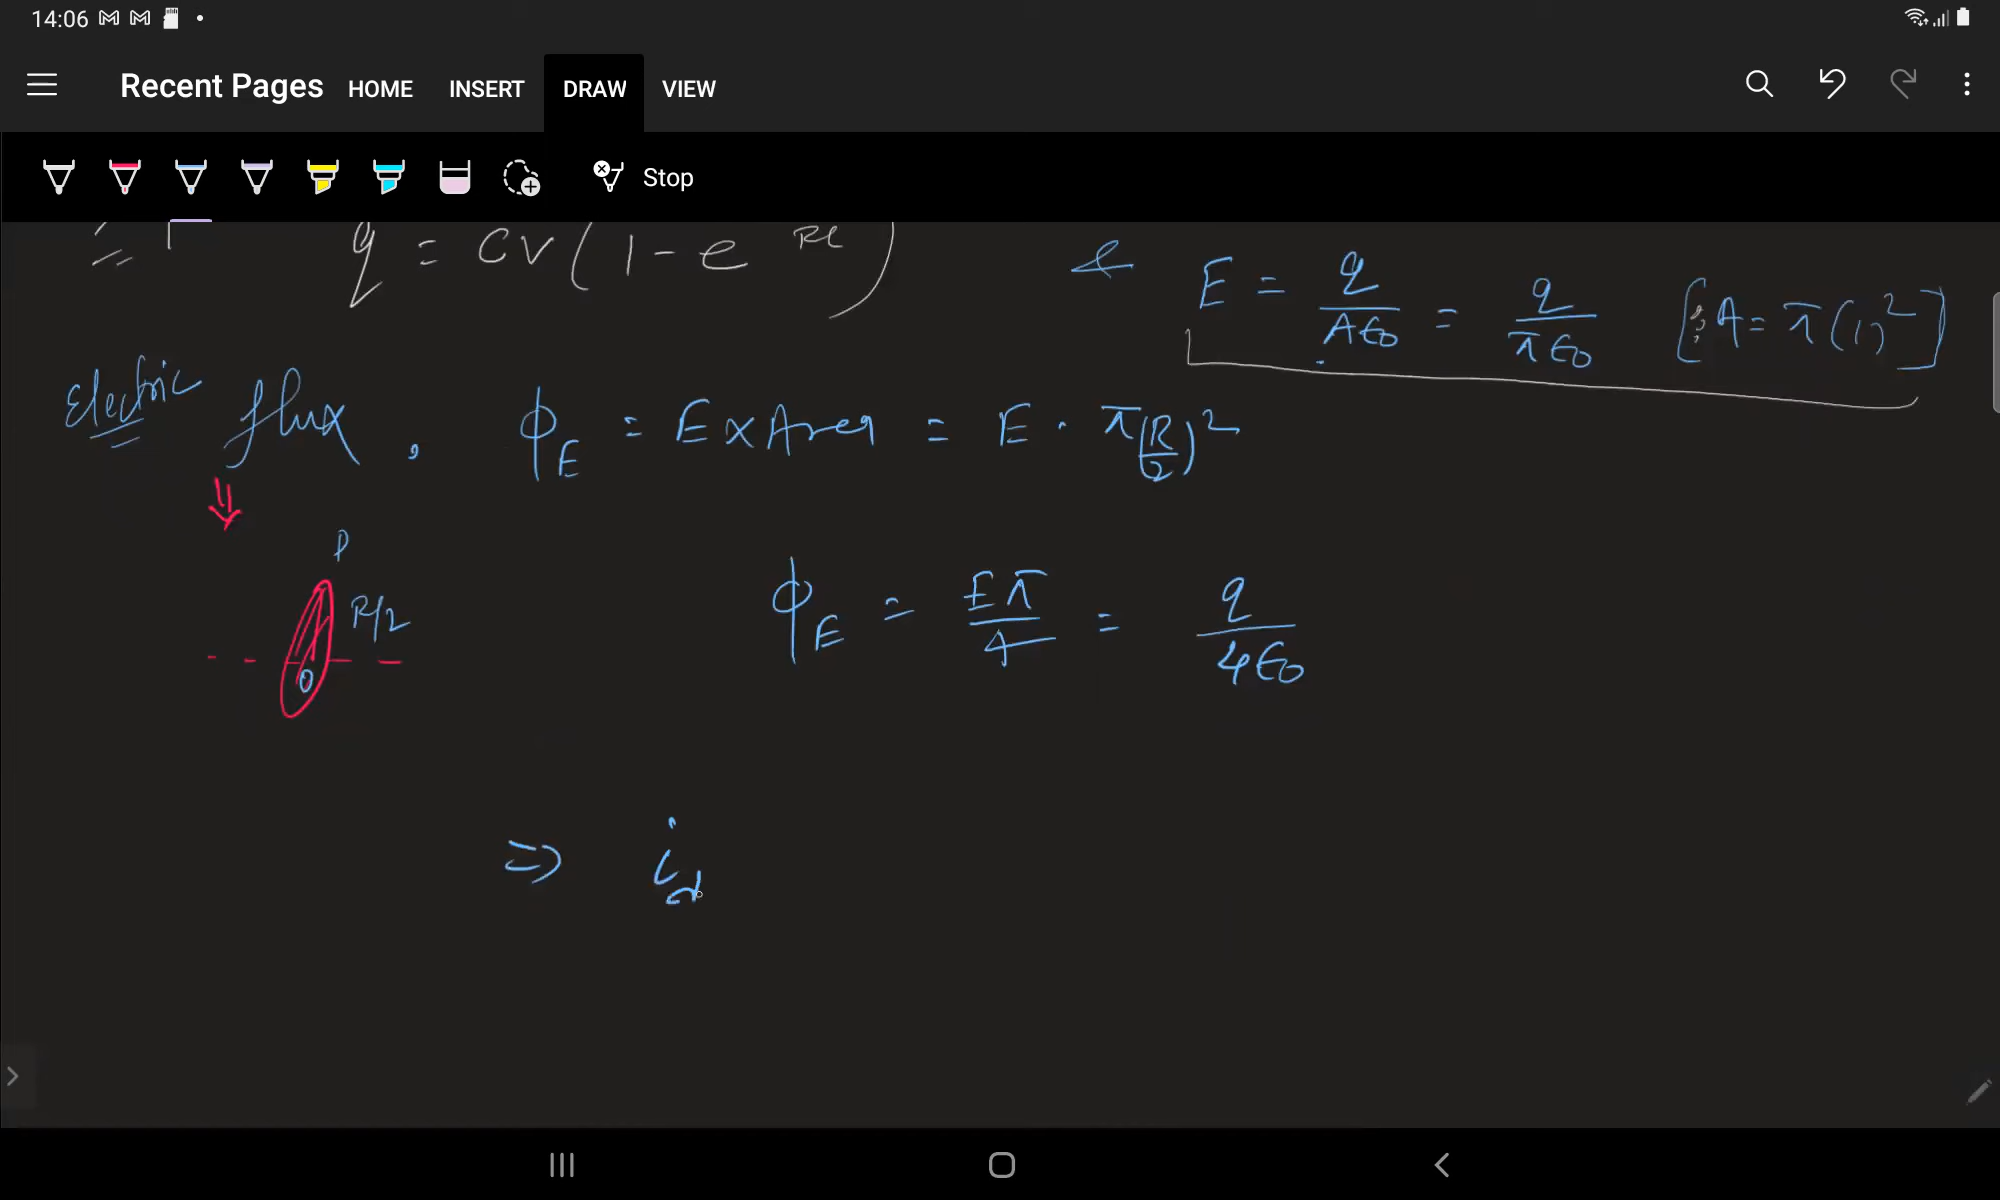 14:06
Recent Pages HOME INSERT DRAW VIEW
Stop
q = CV(1 - e RC)
& E = q/Aϵ0 = q/πϵ0 [∵ A = π(1)²]
Electric flux, ϕE = E x Area = E · π(R/2)²
P
R/2
O
ϕE = Eπ/4 = q/4ϵ0
=> id